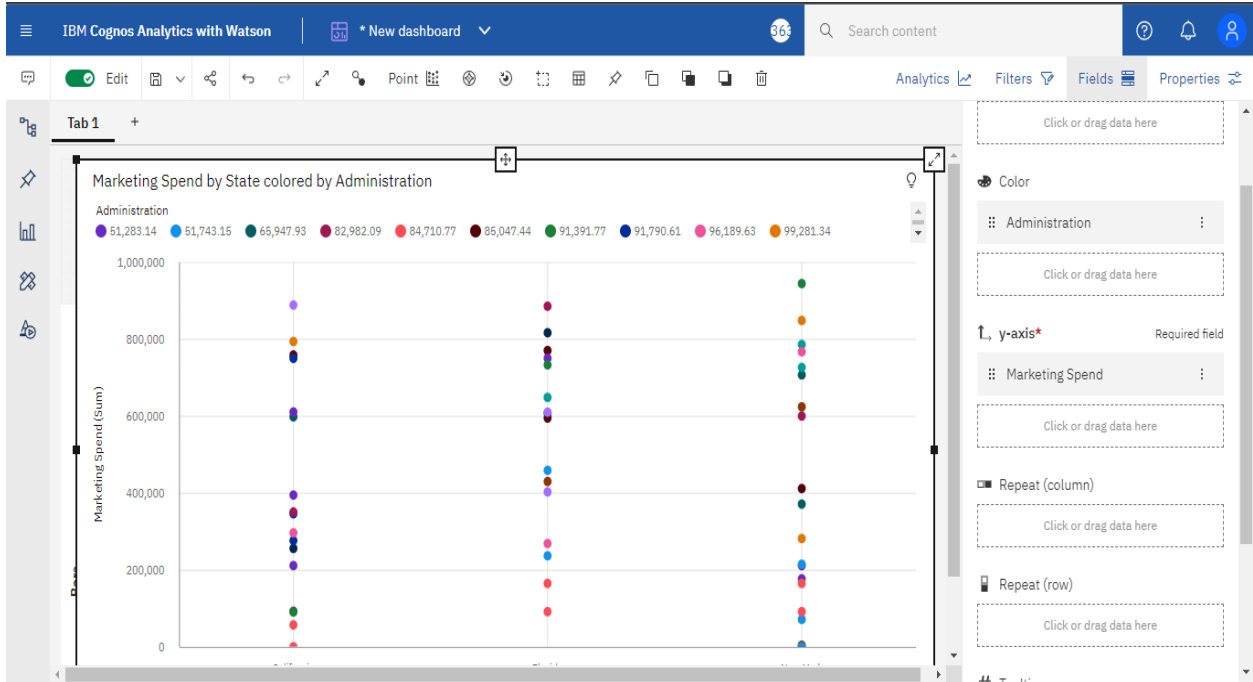 IBM Cognos Analytics with Watson
* New dashboard
363
Search content
Edit
Point
Analytics
Filters
Fields
Properties
Tab 1
+
Marketing Spend by State colored by Administration
Administration
51,283.14 51,743.15 65,947.93 82,982.09 84,710.77 85,047.44 91,391.77 91,790.61 96,189.63 99,281.34
1,000,000
800,000
600,000
400,000
200,000
0
Marketing Spend (Sum)
Click or drag data here
Color
Administration
Click or drag data here
y-axis* Required field
Marketing Spend
Click or drag data here
Repeat (column)
Click or drag data here
Repeat (row)
Click or drag data here